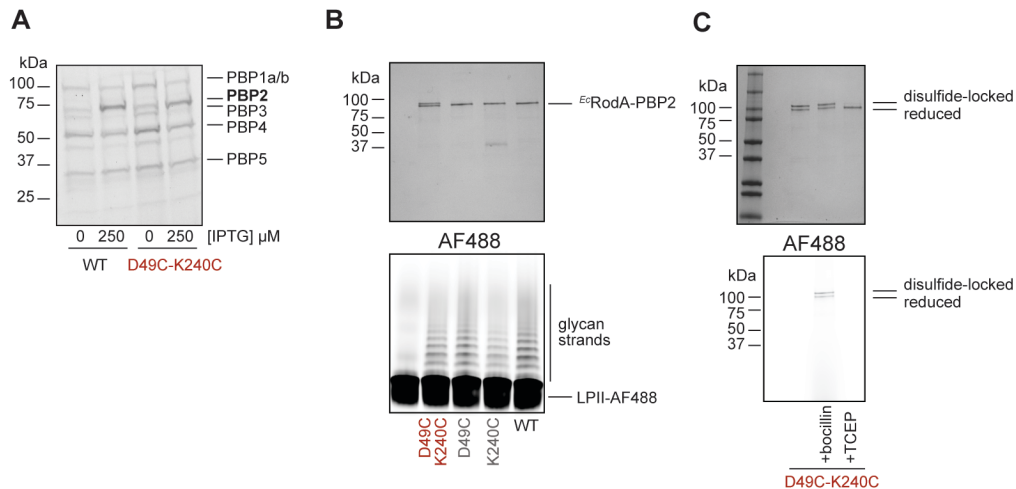 A
kDa
100
75
50
37
25
PBP1a/b
PBP2
PBP3
PBP4
PBP5
0 250 0 250 [IPTG] µM
WT D49C-K240C
B
kDa
100
75
50
37
EcRodA-PBP2
AF488
glycan
strands
LPII-AF488
D49C
K240C
D49C
K240C
WT
C
kDa
100
75
50
37
disulfide-locked
reduced
AF488
kDa
100
75
50
37
disulfide-locked
reduced
+bocillin
+TCEP
D49C-K240C